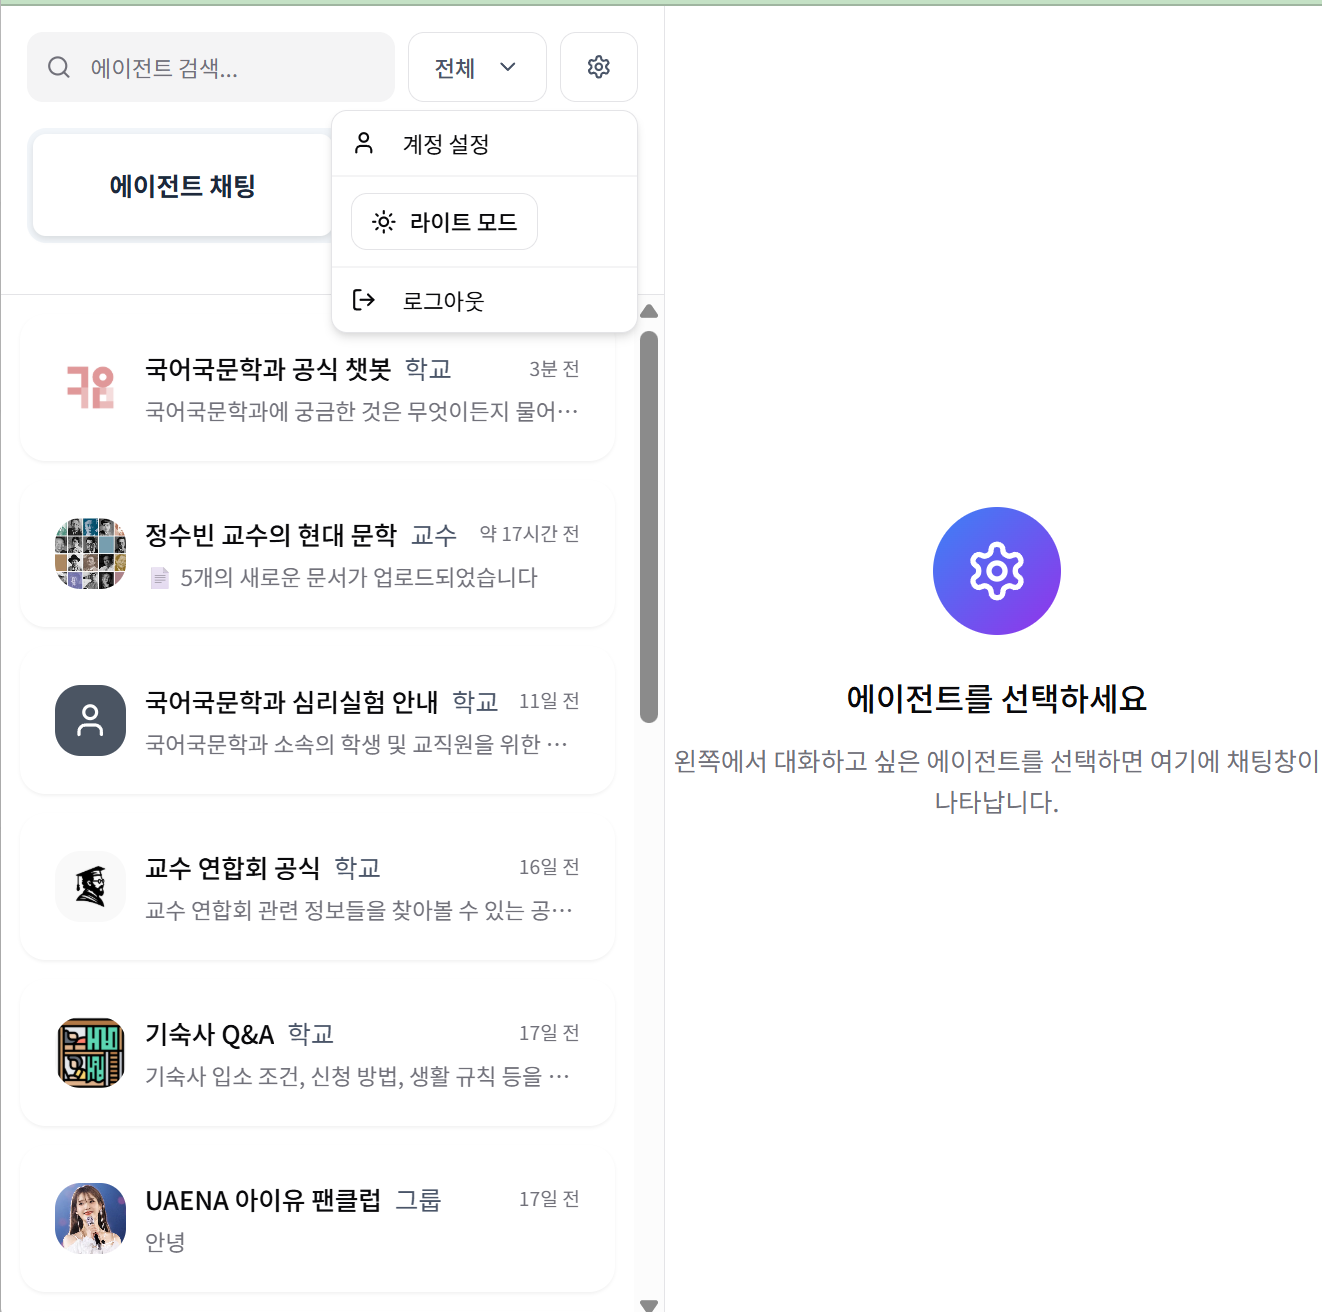 에이전트 검색...
전체
계정 설정
라이트 모드
로그아웃
에이전트 채팅
국어국문학과 공식 챗봇 학교 3분 전
국어국문학과에 궁금한 것은 무엇이든지 물어···
정수빈 교수의 현대 문학 교수 약 17시간 전
5개의 새로운 문서가 업로드되었습니다
국어국문학과 심리실험 안내 학교 11일 전
국어국문학과 소속의 학생 및 교직원을 위한 ···
교수 연합회 공식 학교 16일 전
교수 연합회 관련 정보들을 찾아볼 수 있는 공···
기숙사 Q&A 학교 17일 전
기숙사 입소 조건, 신청 방법, 생활 규칙 등을 ···
UAENA 아이유 팬클럽 그룹 17일 전
안녕
에이전트를 선택하세요
왼쪽에서 대화하고 싶은 에이전트를 선택하면 여기에 채팅창이
나타납니다.